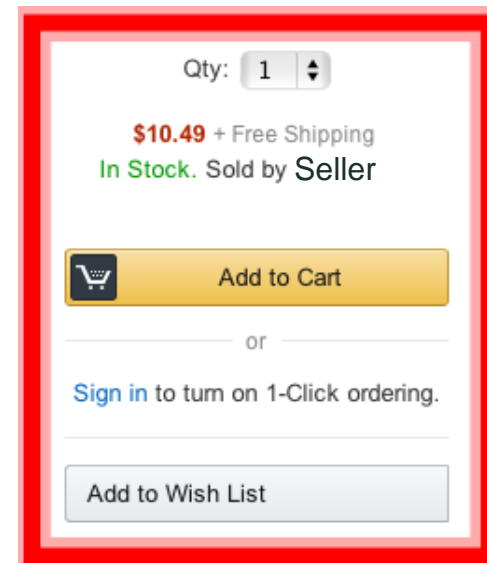 Qty: 1
$10.49 + Free Shipping
In Stock. Sold by Seller
Add to Cart
or
Sign in to turn on 1-Click ordering.
Add to Wish List